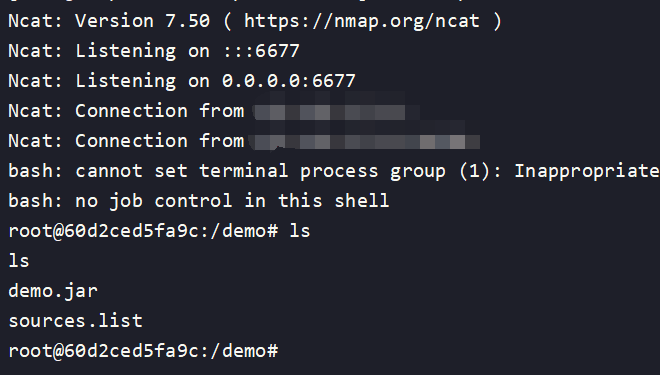 Ncat: Version 7.50 ( https://nmap.org/ncat )
Ncat: Listening on :::6677
Ncat: Listening on 0.0.0.0:6677
Ncat: Connection from
Ncat: Connection from
bash: cannot set terminal process group (1): Inappropriate
bash: no job control in this shell
root@60d2ced5fa9c:/demo# ls
ls
demo.jar
sources.list
root@60d2ced5fa9c:/demo#